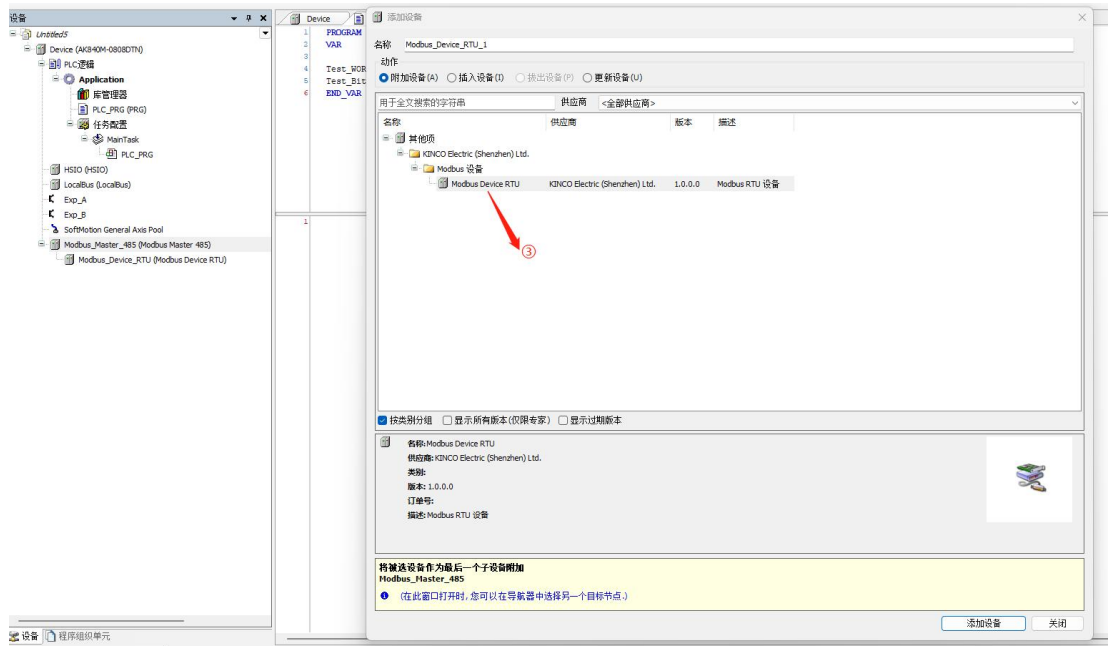 设备
Untitled5
Device (AK840M-0808DTN)
PLC逻辑
Application
库管理器
PLC_PRG (PRG)
任务配置
MainTask
PLC_PRG
HSIO (HSIO)
LocalBus (LocalBus)
Exp_A
Exp_B
SoftMotion General Axis Pool
Modbus_Master_485 (Modbus Master 485)
Modbus_Device_RTU (Modbus Device RTU)
设备
程序组织单元
Device
1 PROGRAM
2 VAR
3
4 Test_WOR
5 Test_Bit
6 END_VAR
1
添加设备
名称 Modbus_Device_RTU_1
动作
附加设备(A) 插入设备(I) 拔出设备(P) 更新设备(U)
用于全文搜索的字符串 供应商 <全部供应商>
名称 供应商 版本 描述
其他项
KINCO Electric (Shenzhen) Ltd.
Modbus 设备
Modbus Device RTU KINCO Electric (Shenzhen) Ltd. 1.0.0.0 Modbus RTU 设备
③
按类别分组 显示所有版本(仅限专家) 显示过期版本
名称: Modbus Device RTU
供应商: KINCO Electric (Shenzhen) Ltd.
类别:
版本: 1.0.0.0
订单号:
描述: Modbus RTU 设备
将被选设备作为最后一个子设备附加
Modbus_Master_485
(在此窗口打开时,您可以在导航器中选择另一个目标节点.)
添加设备 关闭